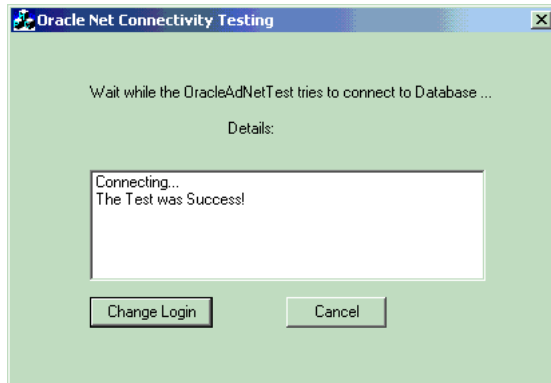 Oracle Net Connectivity Testing
Wait while the OracleAdNetTest tries to connect to Database ...
Details:
Connecting...
The Test was Success!
Change Login
Cancel